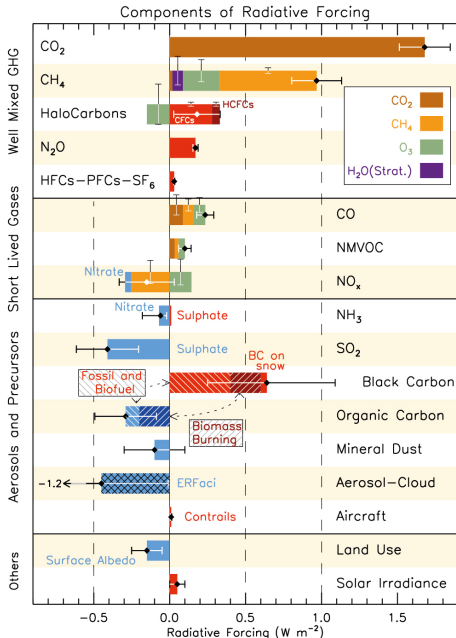 Components of Radiative Forcing
Well Mixed GHG
CO₂
CH₄
HaloCarbons
HCFCs
CFCs
N₂O
HFCs–PFCs–SF₆
CO₂
CH₄
O₃
H₂O(Strat.)
Short Lived Gases
CO
NMVOC
Nitrate
NOₓ
Aerosols and Precursors
Nitrate
Sulphate
NH₃
Sulphate
SO₂
BC on
snow
Fossil and
Biofuel
Black Carbon
Organic Carbon
Biomass
Burning
Mineral Dust
-1.2
ERFaci
Aerosol–Cloud
Contrails
Aircraft
Others
Land Use
Surface Albedo
Solar Irradiance
-0.5 0.0 0.5 1.0 1.5
Radiative Forcing (W m⁻²)